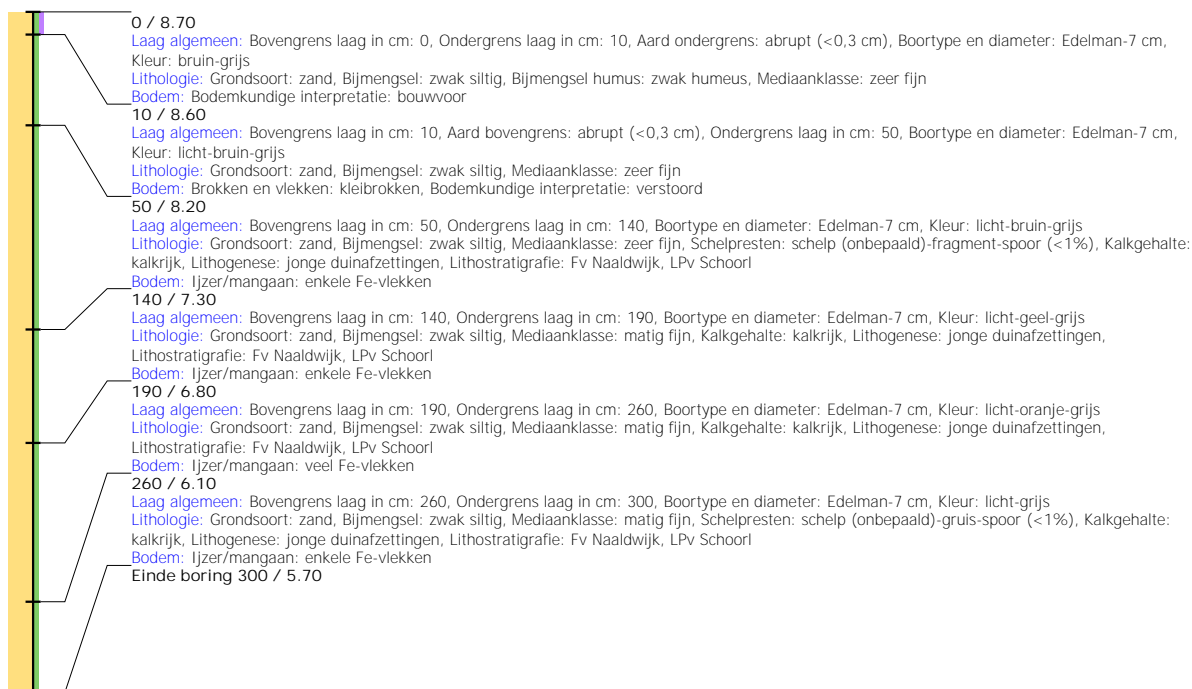 0 / 8.70
Laag algemeen: Bovengrens laag in cm: 0, Ondergrens laag in cm: 10, Aard ondergrens: abrupt (<0,3 cm), Boortype en diameter: Edelman-7 cm,
Kleur: bruin-grijs
Lithologie: Grondsoort: zand, Bijmengsel: zwak siltig, Bijmengsel humus: zwak humeus, Mediaanklasse: zeer fijn
Bodem: Bodemkundige interpretatie: bouwvoor
10 / 8.60
Laag algemeen: Bovengrens laag in cm: 10, Aard bovengrens: abrupt (<0,3 cm), Ondergrens laag in cm: 50, Boortype en diameter: Edelman-7 cm,
Kleur: licht-bruin-grijs
Lithologie: Grondsoort: zand, Bijmengsel: zwak siltig, Mediaanklasse: zeer fijn
Bodem: Brokken en vlekken: kleibrokken, Bodemkundige interpretatie: verstoord
50 / 8.20
Laag algemeen: Bovengrens laag in cm: 50, Ondergrens laag in cm: 140, Boortype en diameter: Edelman-7 cm, Kleur: licht-bruin-grijs
Lithologie: Grondsoort: zand, Bijmengsel: zwak siltig, Mediaanklasse: zeer fijn, Schelpresten: schelp (onbepaald)-fragment-spoor (<1%), Kalkgehalte:
kalkrijk, Lithogenese: jonge duinafzettingen, Lithostratigrafie: Fv Naaldwijk, LPv Schoorl
Bodem: Ijzer/mangaan: enkele Fe-vlekken
140 / 7.30
Laag algemeen: Bovengrens laag in cm: 140, Ondergrens laag in cm: 190, Boortype en diameter: Edelman-7 cm, Kleur: licht-geel-grijs
Lithologie: Grondsoort: zand, Bijmengsel: zwak siltig, Mediaanklasse: matig fijn, Kalkgehalte: kalkrijk, Lithogenese: jonge duinafzettingen,
Lithostratigrafie: Fv Naaldwijk, LPv Schoorl
Bodem: Ijzer/mangaan: enkele Fe-vlekken
190 / 6.80
Laag algemeen: Bovengrens laag in cm: 190, Ondergrens laag in cm: 260, Boortype en diameter: Edelman-7 cm, Kleur: licht-oranje-grijs
Lithologie: Grondsoort: zand, Bijmengsel: zwak siltig, Mediaanklasse: matig fijn, Kalkgehalte: kalkrijk, Lithogenese: jonge duinafzettingen,
Lithostratigrafie: Fv Naaldwijk, LPv Schoorl
Bodem: Ijzer/mangaan: veel Fe-vlekken
260 / 6.10
Laag algemeen: Bovengrens laag in cm: 260, Ondergrens laag in cm: 300, Boortype en diameter: Edelman-7 cm, Kleur: licht-grijs
Lithologie: Grondsoort: zand, Bijmengsel: zwak siltig, Mediaanklasse: matig fijn, Schelpresten: schelp (onbepaald)-gruis-spoor (<1%), Kalkgehalte:
kalkrijk, Lithogenese: jonge duinafzettingen, Lithostratigrafie: Fv Naaldwijk, LPv Schoorl
Bodem: Ijzer/mangaan: enkele Fe-vlekken
Einde boring 300 / 5.70